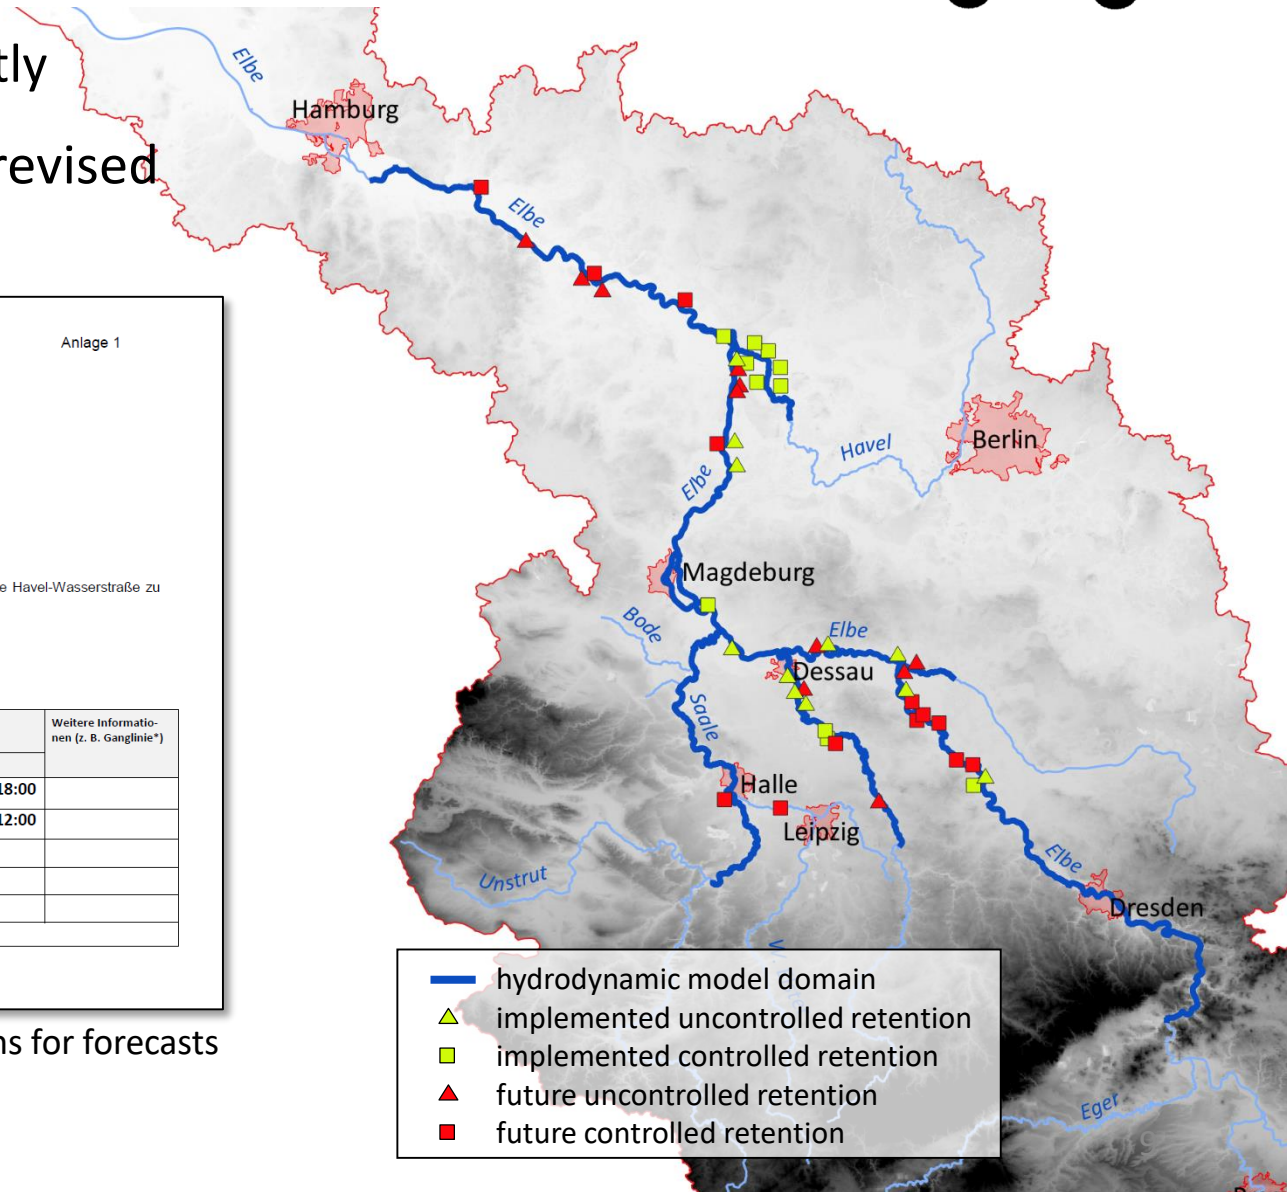 tly
revised
Anlage 1
e Havel-Wasserstraße zu
Weitere Informatio-
nen (z. B. Ganglinie*)
18:00
12:00
ns for forecasts
Elbe
Hamburg
Elbe
Havel
Berlin
Elbe
Magdeburg
Bode
Elbe
Dessau
Saale
Halle
Leipzig
Unstrut
Elbe
Dresden
Eger
hydrodynamic model domain
implemented uncontrolled retention
implemented controlled retention
future uncontrolled retention
future controlled retention